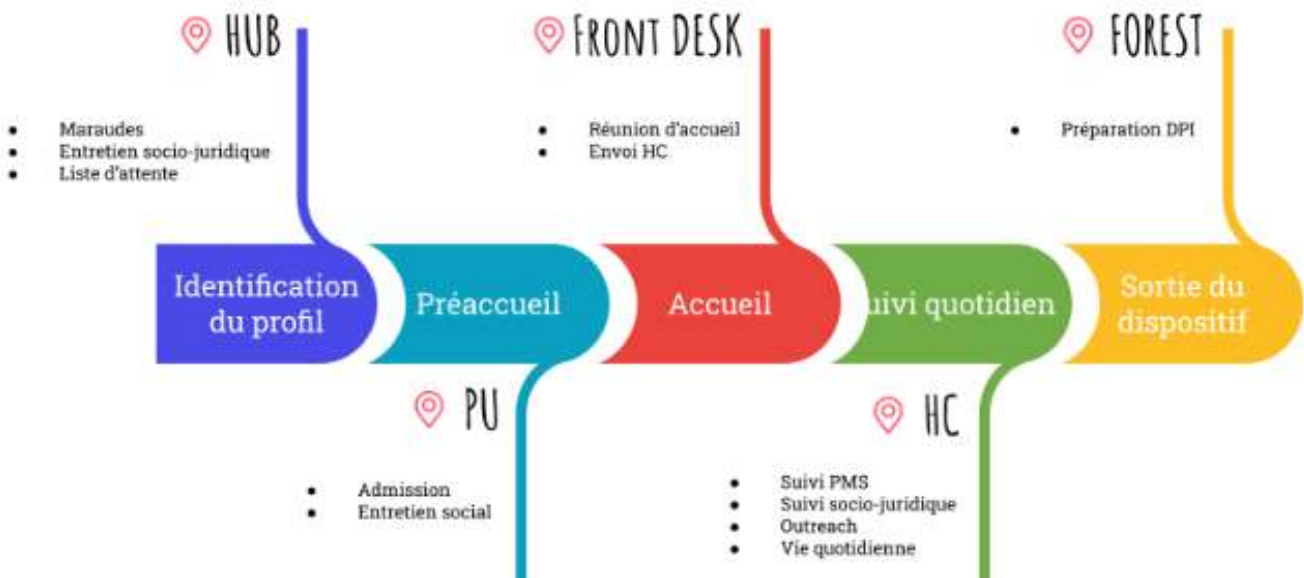 HUB
Maraudes
Entretien socio-juridique
Liste d'attente
FRONT DESK
Réunion d'accueil
Envoi HC
FOREST
Préparation DPI
Identification
du profil
Préaccueil
Accueil
uivi quotidien
Sortie du
dispositif
PU
Admission
Entretien social
HC
Suivi PMS
Suivi socio-juridique
Outreach
Vie quotidienne